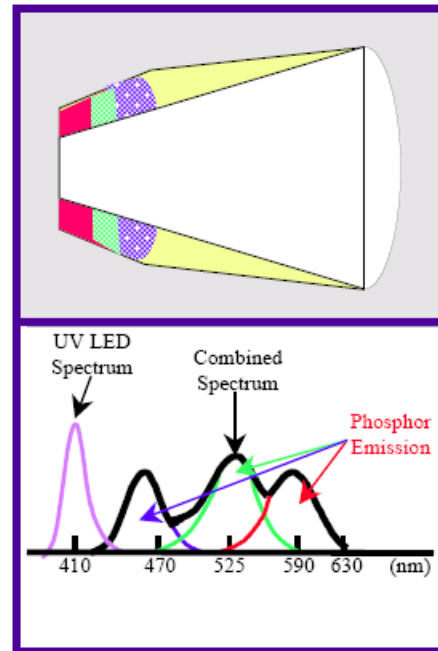 UV LED
Spectrum
Combined
Spectrum
Phosphor
Emission
410 470 525 590 630 (nm)